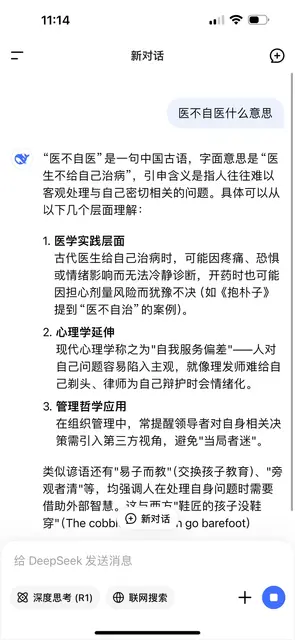 11:14
新对话
医不自医什么意思
“医不自医”是一句中国古语，字面意思是“医
生不给自己治病”，引申含义是指人往往难以
客观处理与自己密切相关的问题。具体可以从
以下几个层面理解：
1. 医学实践层面
古代医生给自己治病时，可能因疼痛、恐惧
或情绪影响而无法冷静诊断，开药时也可能
因担心剂量风险而犹豫不决（如《抱朴子》
提到“医不自治”的案例）。
2. 心理学延伸
现代心理学称之为"自我服务偏差"——人对
自己问题容易陷入主观，就像理发师难给自
己剃头、律师为自己辩护时会情绪化。
3. 管理哲学应用
在组织管理中，常提醒领导者对自身相关决
策需引入第三方视角，避免"当局者迷"。
类似谚语还有"易子而教"（交换孩子教育）、"旁
观者清"等，均强调人在处理自身问题时需要
借助外部智慧。这与西方"鞋匠的孩子没鞋
穿"（The cobbl
新对话
go barefoot）
给 DeepSeek 发送消息
深度思考 (R1)
联网搜索